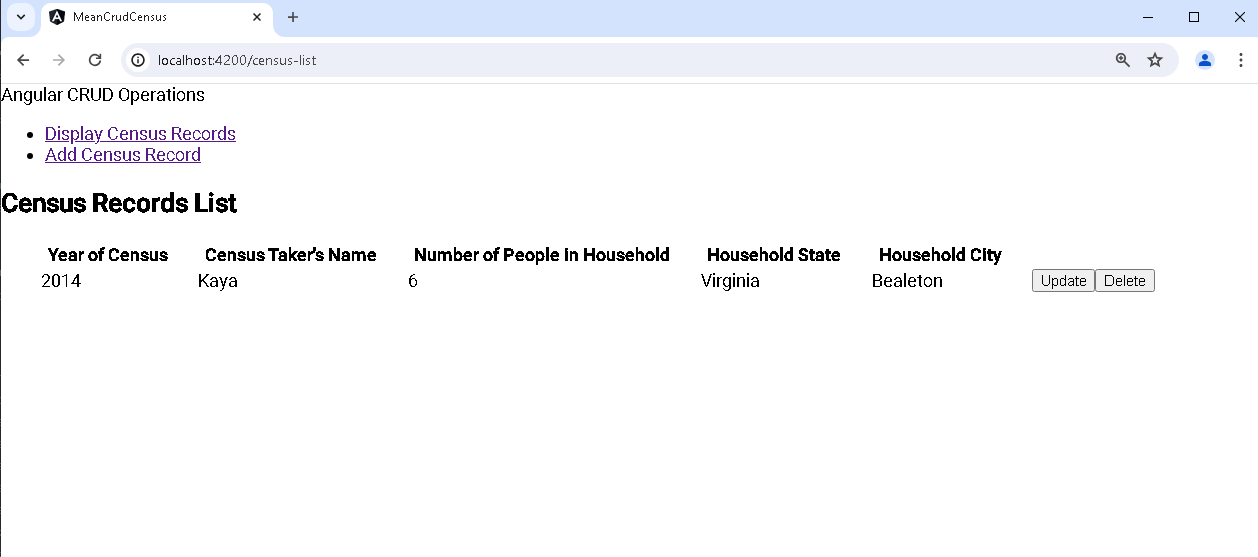 MeanCrudCensus
localhost:4200/census-list
Angular CRUD Operations
Display Census Records
Add Census Record
Census Records List
Year of Census Census Taker's Name Number of People in Household Household State Household City
2014 Kaya 6 Virginia Bealeton Update Delete